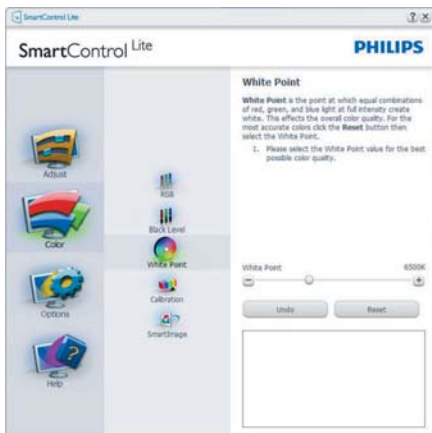 SmartControl Lite
SmartControl Lite
PHILIPS
Adjust
Color
Options
Help
RGB
Black Level
White Point
Calibration
SmartImage
White Point
White Point is the point at which equal combinations
of red, green, and blue light at full intensity create
white. This effects the overall color quality. For the
most accurate colors click the Reset button then
select the White Point.
1. Please select the White Point value for the best
possible color quality.
White Point 6500K
Undo Reset